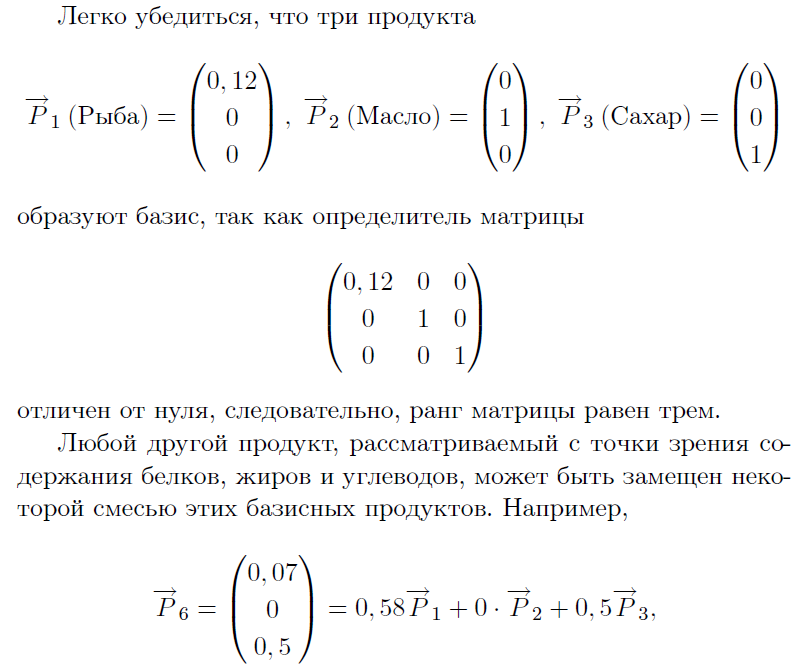 Легко убедиться, что три продукта
$\overrightarrow{P}_1$ (Рыба) = $\begin{pmatrix} 0,12 \\ 0 \\ 0 \end{pmatrix}$, $\overrightarrow{P}_2$ (Масло) = $\begin{pmatrix} 0 \\ 1 \\ 0 \end{pmatrix}$, $\overrightarrow{P}_3$ (Сахар) = $\begin{pmatrix} 0 \\ 0 \\ 1 \end{pmatrix}$
образуют базис, так как определитель матрицы
$\begin{pmatrix} 0,12 & 0 & 0 \\ 0 & 1 & 0 \\ 0 & 0 & 1 \end{pmatrix}$
отличен от нуля, следовательно, ранг матрицы равен трем.
Любой другой продукт, рассматриваемый с точки зрения со-
держания белков, жиров и углеводов, может быть замещен неко-
торой смесью этих базисных продуктов. Например,
$\overrightarrow{P}_6 = \begin{pmatrix} 0,07 \\ 0 \\ 0,5 \end{pmatrix} = 0,58\overrightarrow{P}_1 + 0 \cdot \overrightarrow{P}_2 + 0,5\overrightarrow{P}_3,$